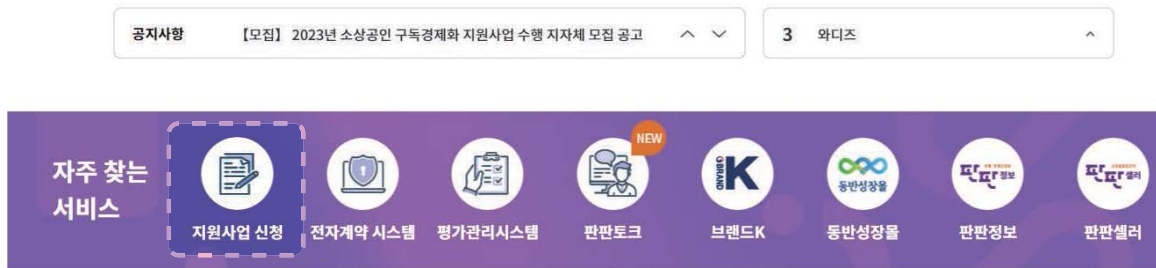 공지사항 【모집】 2023년 소상공인 구독경제화 지원사업 수행 지자체 모집 공고
3 와디즈
자주 찾는
서비스
NEW
BRAND K
동반성장몰
판판정보
판판셀러
지원사업 신청
전자계약 시스템
평가관리시스템
판판토크
브랜드K
동반성장몰
판판정보
판판셀러